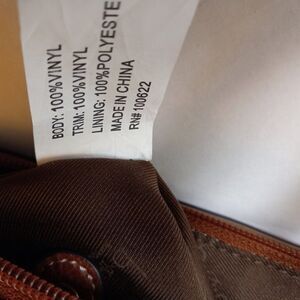 BODY: 100%VINYL
TRIM: 100%VINYL
LINING: 100%POLYESTE
MADE IN CHINA
RN#100622